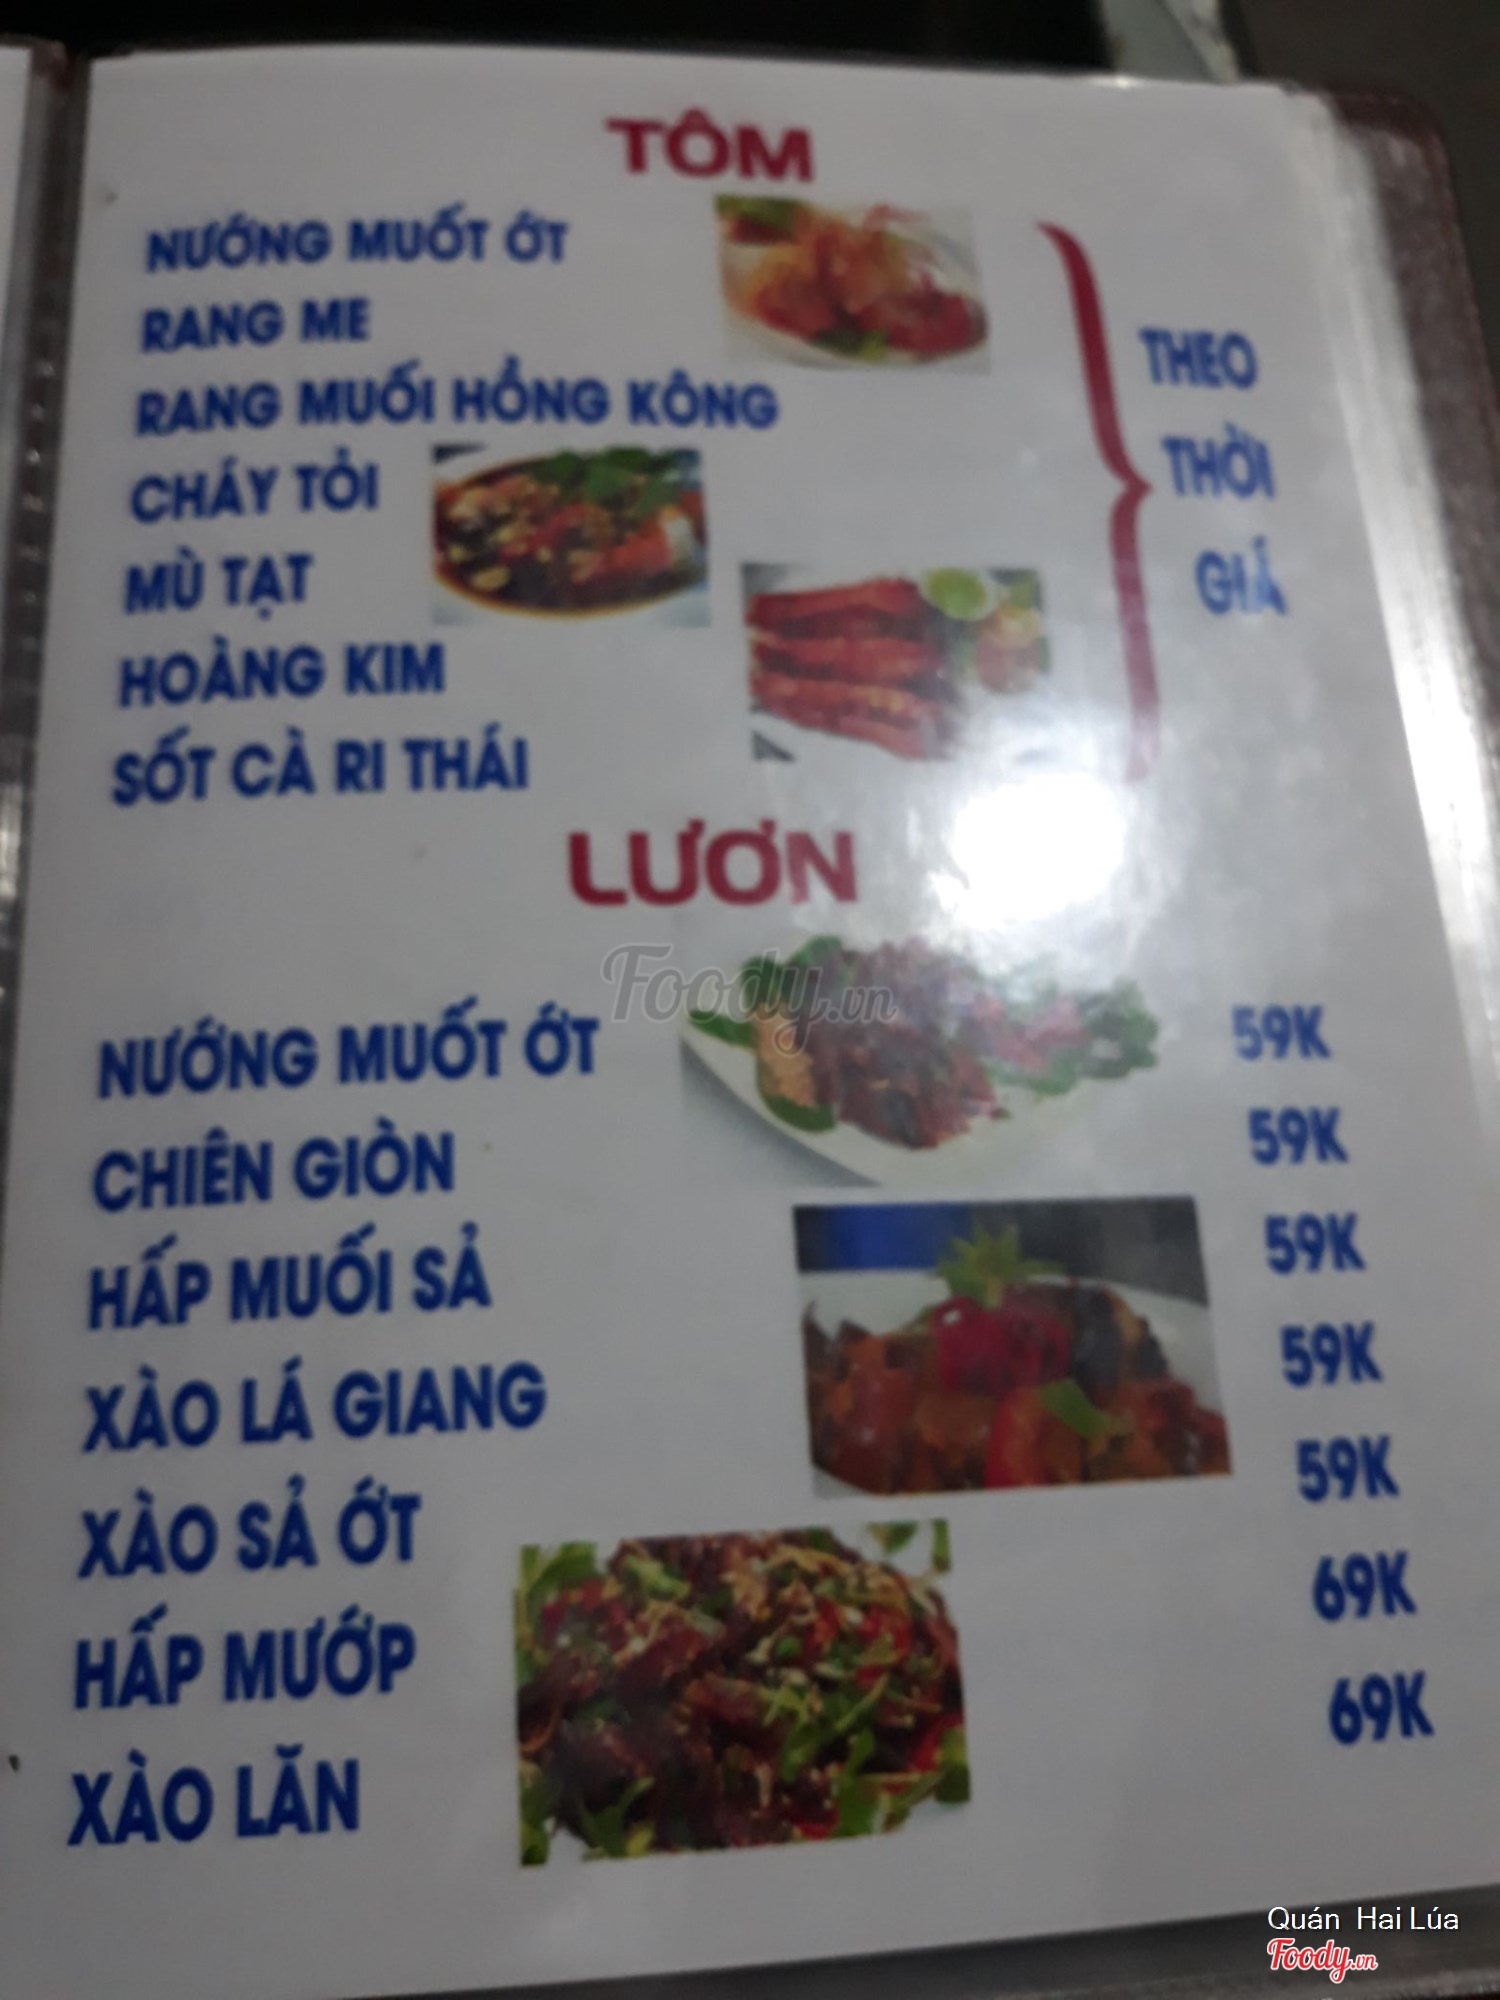 TÔM
NƯỚNG MUỐT ỚT
RANG ME
RANG MUỐI HỒNG KÔNG
CHÁY TỎI
MÙ TẠT
HOÀNG KIM
SỐT CÀ RI THÁI
THEO
THỜI
GIÁ
LƯƠN
NƯỚNG MUỐT ỚT 59K
CHIÊN GIÒN 59K
HẤP MUỐI SẢ 59K
XÀO LÁ GIANG 59K
XÀO SẢ ỚT 59K
HẤP MƯỚP 69K
XÀO LĂN 69K
Foody.vn
Quán Hai Lúa
Foody.vn